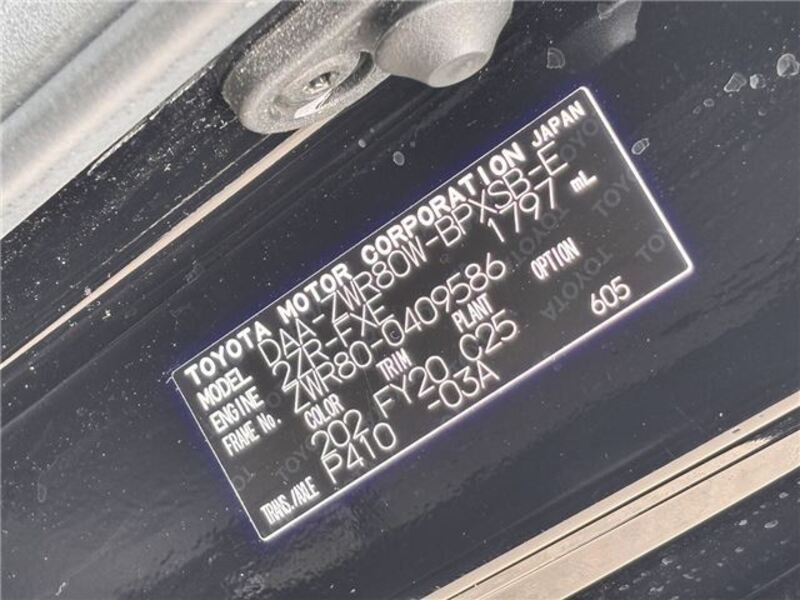 TOYOTA MOTOR CORPORATION JAPAN
MODEL DAA-ZWR80W-BPXSB-E
ENGINE 2ZR-FXE 1797 mL
FRAME No. ZWR80-0409586
COLOR TRIM PLANT OPTION
202 FY20 C25 605
TRANS./AXLE P410 -03A